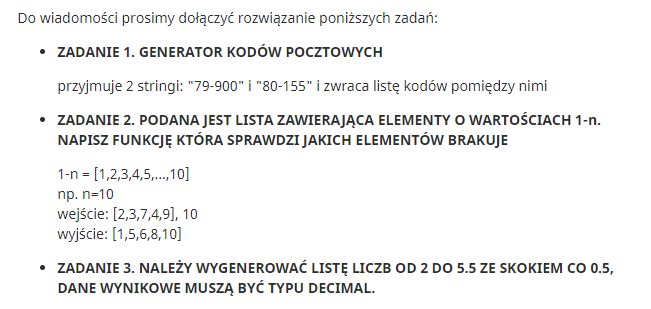 Do wiadomości prosimy dołączyć rozwiązanie poniższych zadań:
• ZADANIE 1. GENERATOR KODÓW POCZTOWYCH
przyjmuje 2 stringi: "79-900" i "80-155" i zwraca listę kodów pomiędzy nimi
• ZADANIE 2. PODANA JEST LISTA ZAWIERAJĄCA ELEMENTY O WARTOŚCIACH 1-n.
NAPISZ FUNKCJĘ KTÓRA SPRAWDZI JAKICH ELEMENTÓW BRAKUJE
1-n = [1,2,3,4,5,...,10]
np. n=10
wejście: [2,3,7,4,9], 10
wyjście: [1,5,6,8,10]
• ZADANIE 3. NALEŻY WYGENEROWAĆ LISTĘ LICZB OD 2 DO 5.5 ZE SKOKIEM CO 0.5,
DANE WYNIKOWE MUSZĄ BYĆ TYPU DECIMAL.